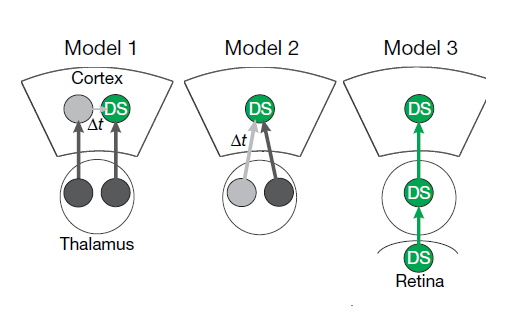 Model 1
Model 2
Model 3
Cortex
DS
Δt
Thalamus
DS
Δt
DS
DS
DS
Retina